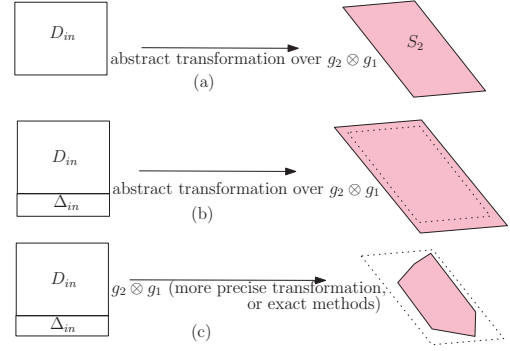 D_in
S_2
abstract transformation over g_2 ⊗ g_1
(a)
D_in
Δ_in
abstract transformation over g_2 ⊗ g_1
(b)
D_in
Δ_in
g_2 ⊗ g_1 (more precise transformation,
or exact methods)
(c)